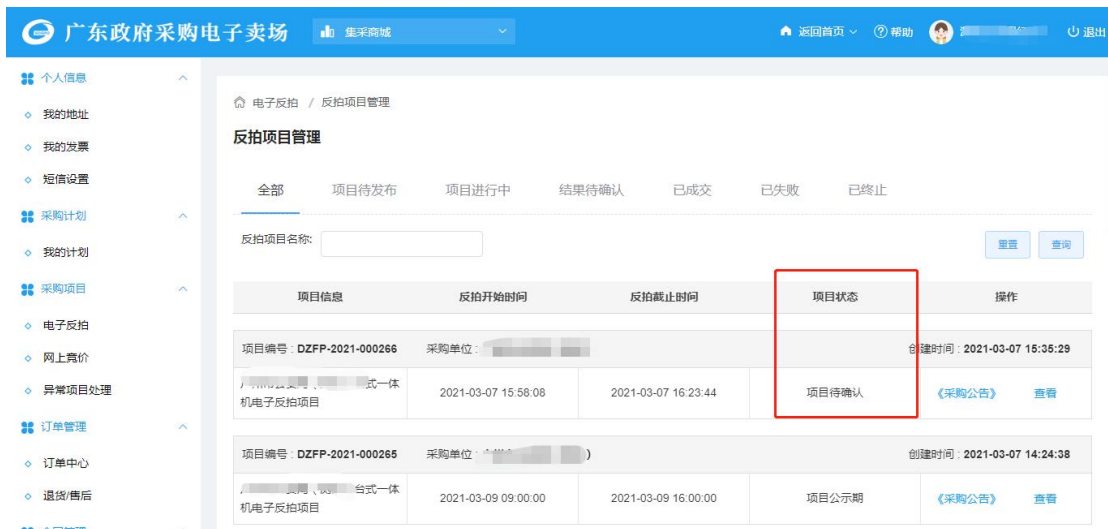 广东政府采购电子卖场
集采商城
返回首页
帮助
退出
个人信息
我的地址
我的发票
短信设置
采购计划
我的计划
采购项目
电子反拍
网上竞价
异常项目处理
订单管理
订单中心
退货/售后
电子反拍 / 反拍项目管理
反拍项目管理
全部 项目待发布 项目进行中 结果待确认 已成交 已失败 已终止
反拍项目名称:
重置 查询
项目信息 反拍开始时间 反拍截止时间 项目状态 操作
项目编号 : DZFP-2021-000266 采购单位 : 创建时间 : 2021-03-07 15:35:29
式一体
机电子反拍项目
2021-03-07 15:58:08 2021-03-07 16:23:44 项目待确认 《采购公告》 查看
项目编号 : DZFP-2021-000265 采购单位 : ) 创建时间 : 2021-03-07 14:24:38
台式一体
机电子反拍项目
2021-03-09 09:00:00 2021-03-09 16:00:00 项目公示期 《采购公告》 查看